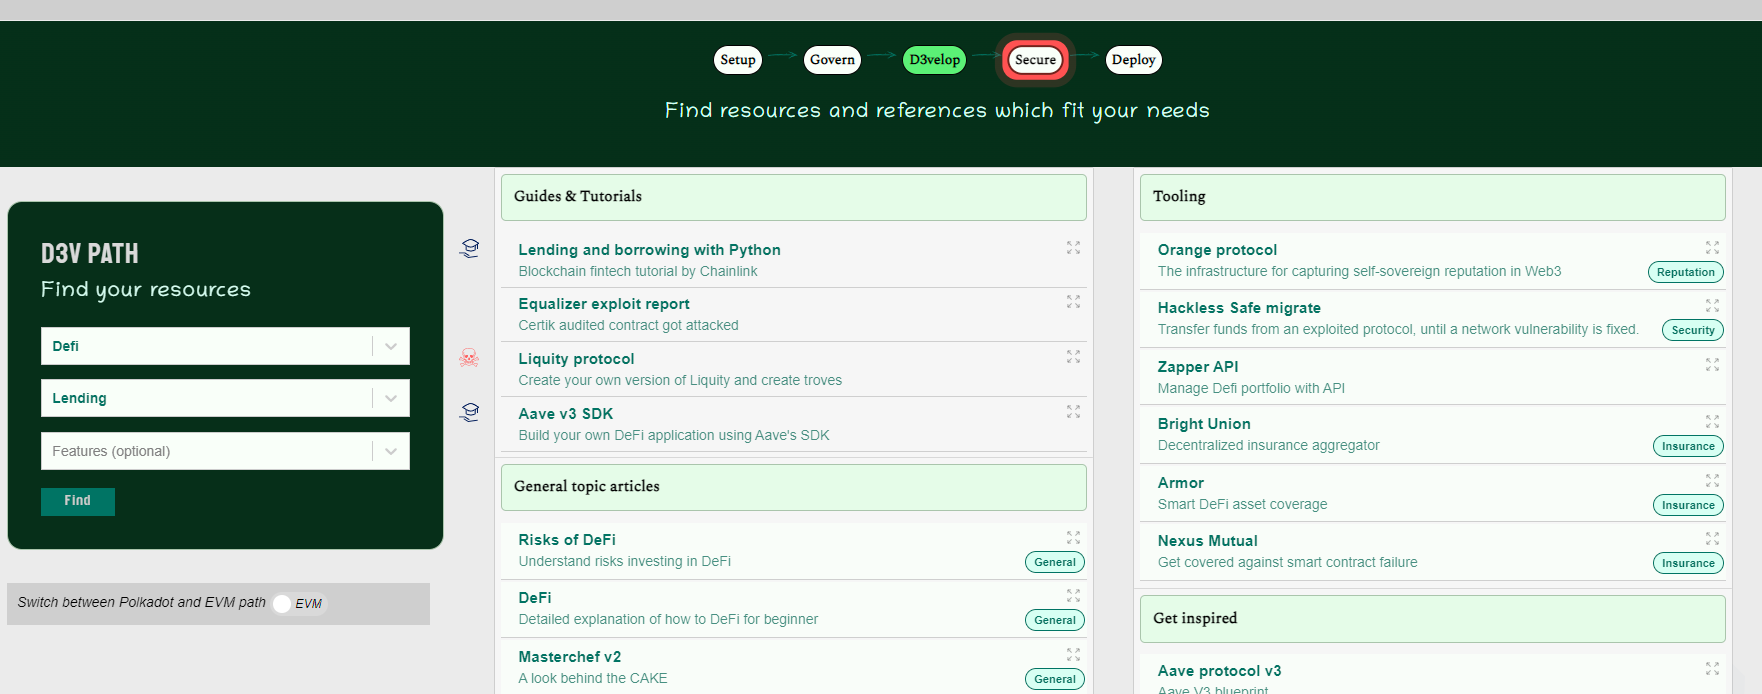 Setup
Govern
D3velop
Secure
Deploy
Find resources and references which fit your needs
D3V PATH
Find your resources
Defi
Lending
Features (optional)
Find
Switch between Polkadot and EVM path EVM
Guides & Tutorials
Lending and borrowing with Python
Blockchain fintech tutorial by Chainlink
Equalizer exploit report
Certik audited contract got attacked
Liquity protocol
Create your own version of Liquity and create troves
Aave v3 SDK
Build your own DeFi application using Aave's SDK
General topic articles
Risks of DeFi
Understand risks investing in DeFi
General
DeFi
Detailed explanation of how to DeFi for beginner
General
Masterchef v2
A look behind the CAKE
General
Tooling
Orange protocol
The infrastructure for capturing self-sovereign reputation in Web3
Reputation
Hackless Safe migrate
Transfer funds from an exploited protocol, until a network vulnerability is fixed.
Security
Zapper API
Manage Defi portfolio with API
Bright Union
Decentralized insurance aggregator
Insurance
Armor
Smart DeFi asset coverage
Insurance
Nexus Mutual
Get covered against smart contract failure
Insurance
Get inspired
Aave protocol v3
Aave V3 blueprint